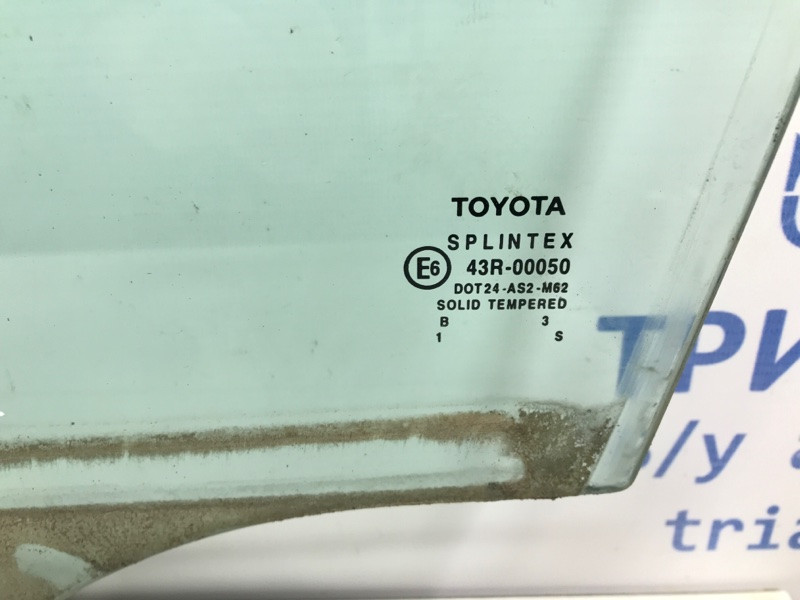 TOYOTA
SPLINTEX
E6 43R-00050
DOT24-AS2-M62
SOLID TEMPERED
B 3
1 S
ТРИ
б/у
tria